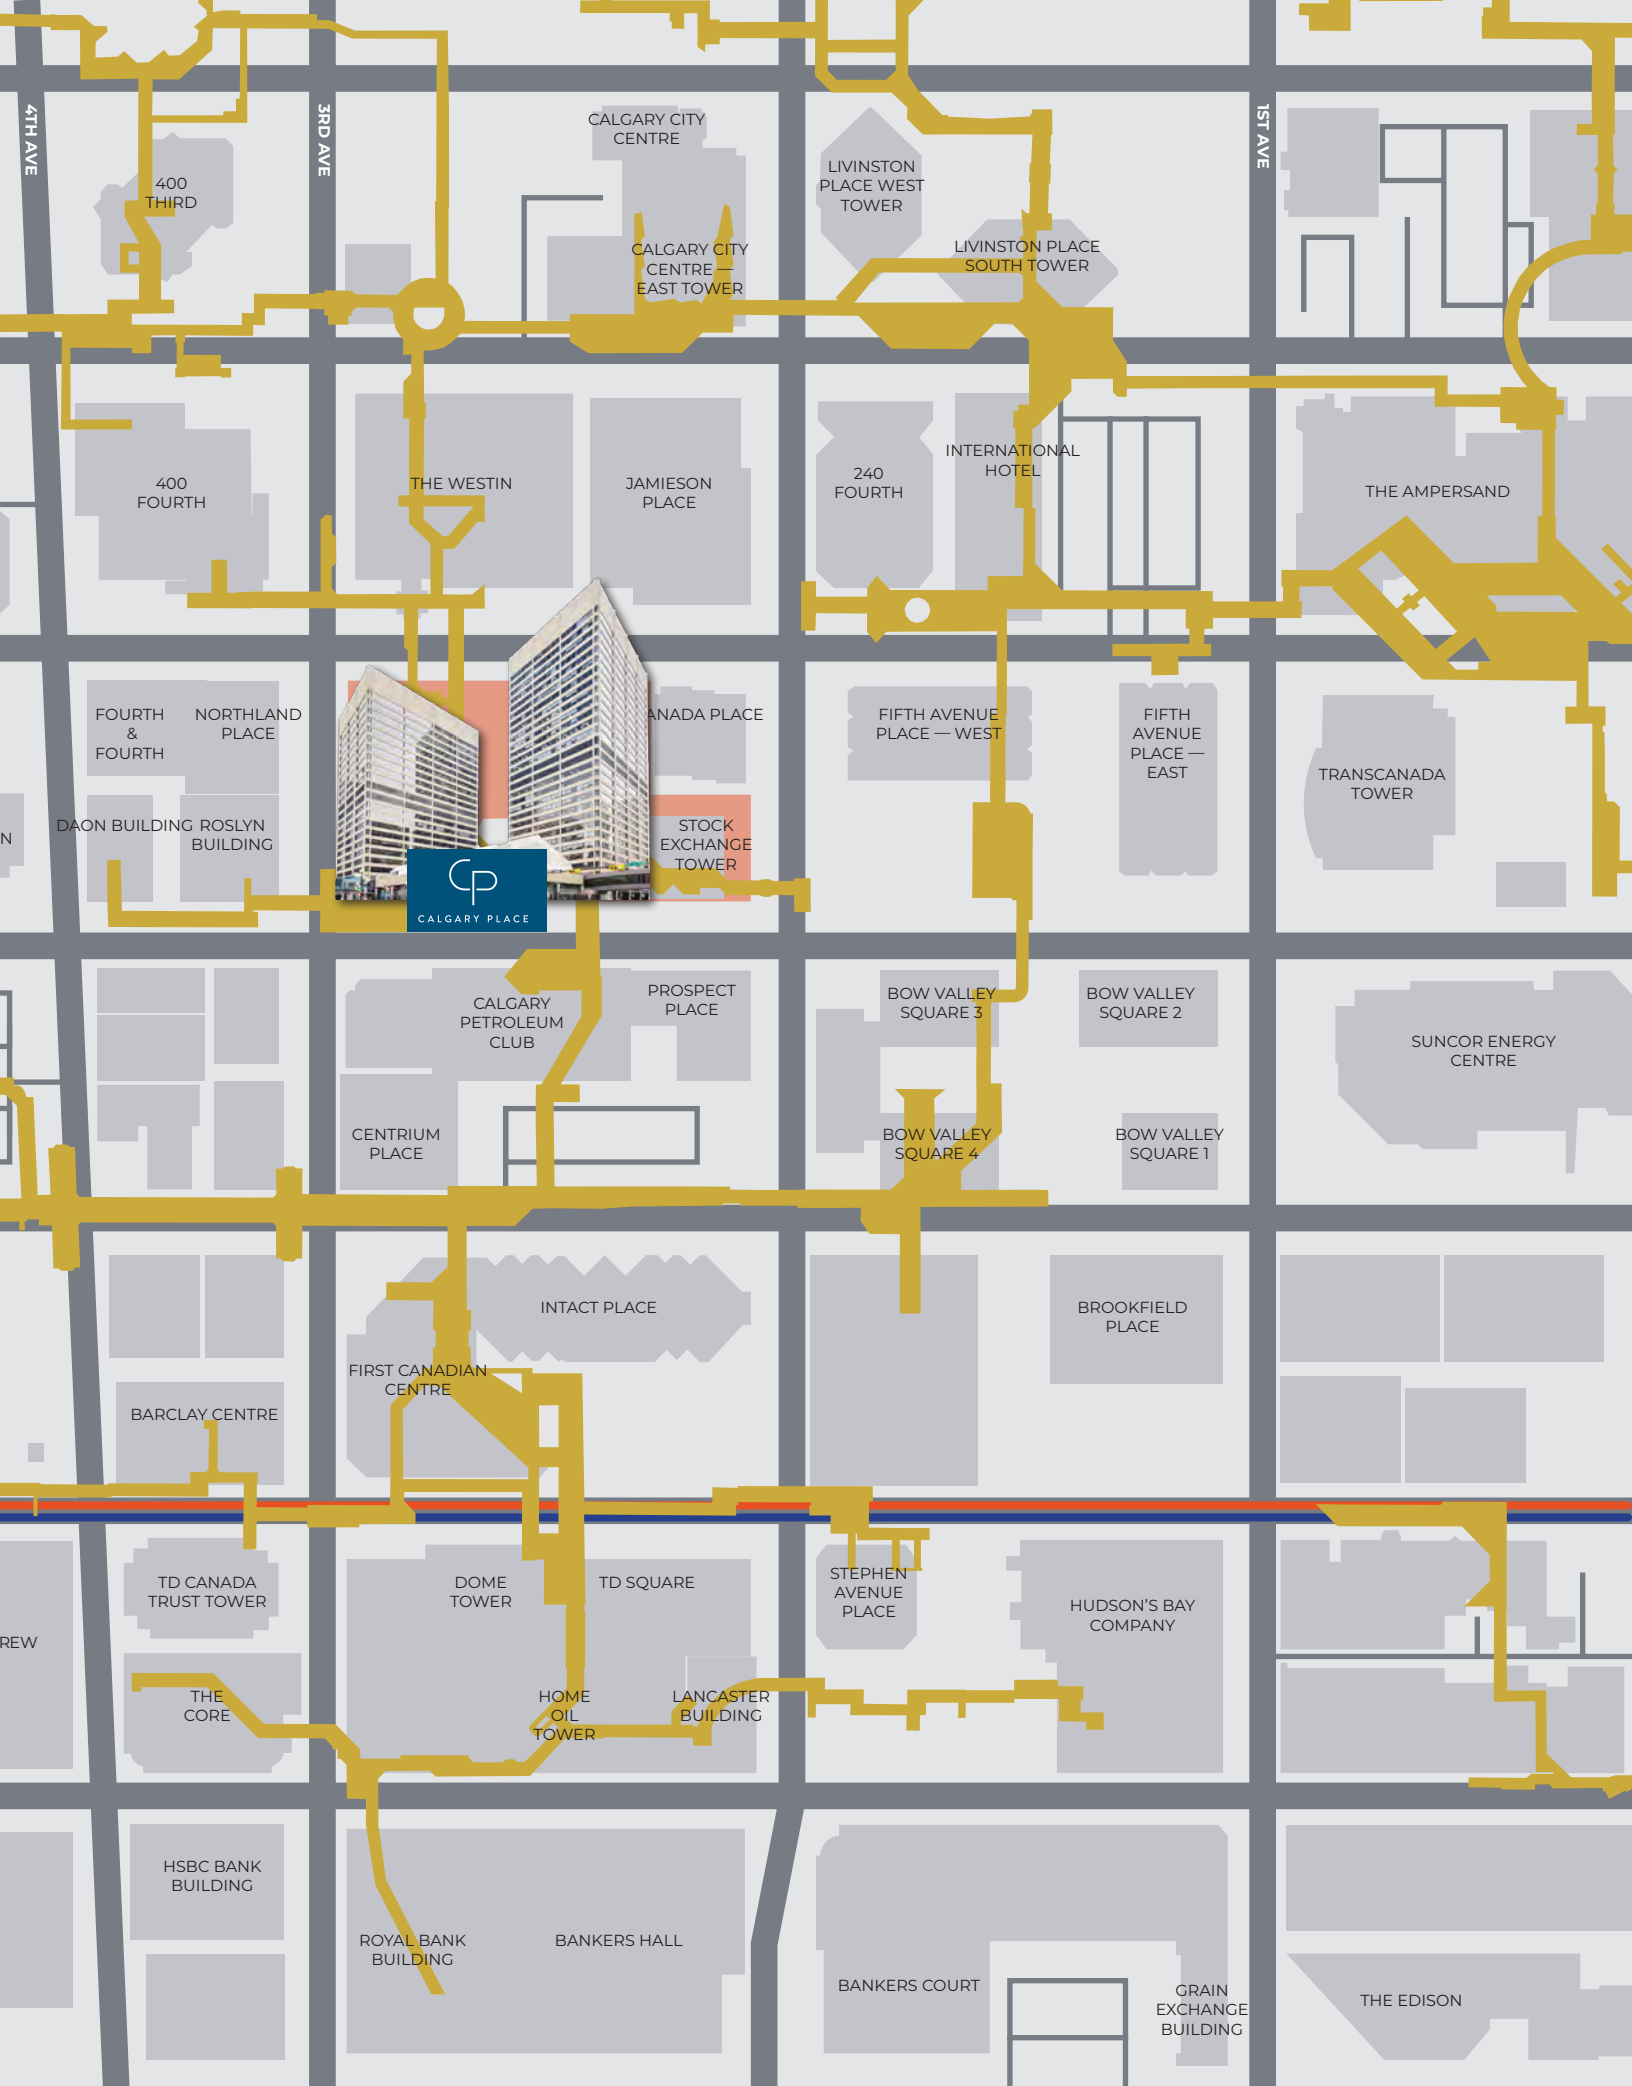 4TH AVE
3RD AVE
1ST AVE
CALGARY CITY
CENTRE
400
THIRD
LIVINSTON
PLACE WEST
TOWER
CALGARY CITY
CENTRE —
EAST TOWER
LIVINSTON PLACE
SOUTH TOWER
400
FOURTH
THE WESTIN
JAMIESON
PLACE
240
FOURTH
INTERNATIONAL
HOTEL
THE AMPERSAND
FOURTH
&
FOURTH
NORTHLAND
PLACE
ANADA PLACE
FIFTH AVENUE
PLACE — WEST
FIFTH
AVENUE
PLACE —
EAST
TRANSCANADA
TOWER
N
DAON BUILDING
ROSLYN
BUILDING
STOCK
EXCHANGE
TOWER
CP
CALGARY PLACE
CALGARY
PETROLEUM
CLUB
PROSPECT
PLACE
BOW VALLEY
SQUARE 3
BOW VALLEY
SQUARE 2
SUNCOR ENERGY
CENTRE
CENTRIUM
PLACE
BOW VALLEY
SQUARE 4
BOW VALLEY
SQUARE 1
INTACT PLACE
BROOKFIELD
PLACE
FIRST CANADIAN
CENTRE
BARCLAY CENTRE
TD CANADA
TRUST TOWER
DOME
TOWER
TD SQUARE
STEPHEN
AVENUE
PLACE
HUDSON'S BAY
COMPANY
REW
THE
CORE
HOME
OIL
TOWER
LANCASTER
BUILDING
HSBC BANK
BUILDING
ROYAL BANK
BUILDING
BANKERS HALL
BANKERS COURT
GRAIN
EXCHANGE
BUILDING
THE EDISON